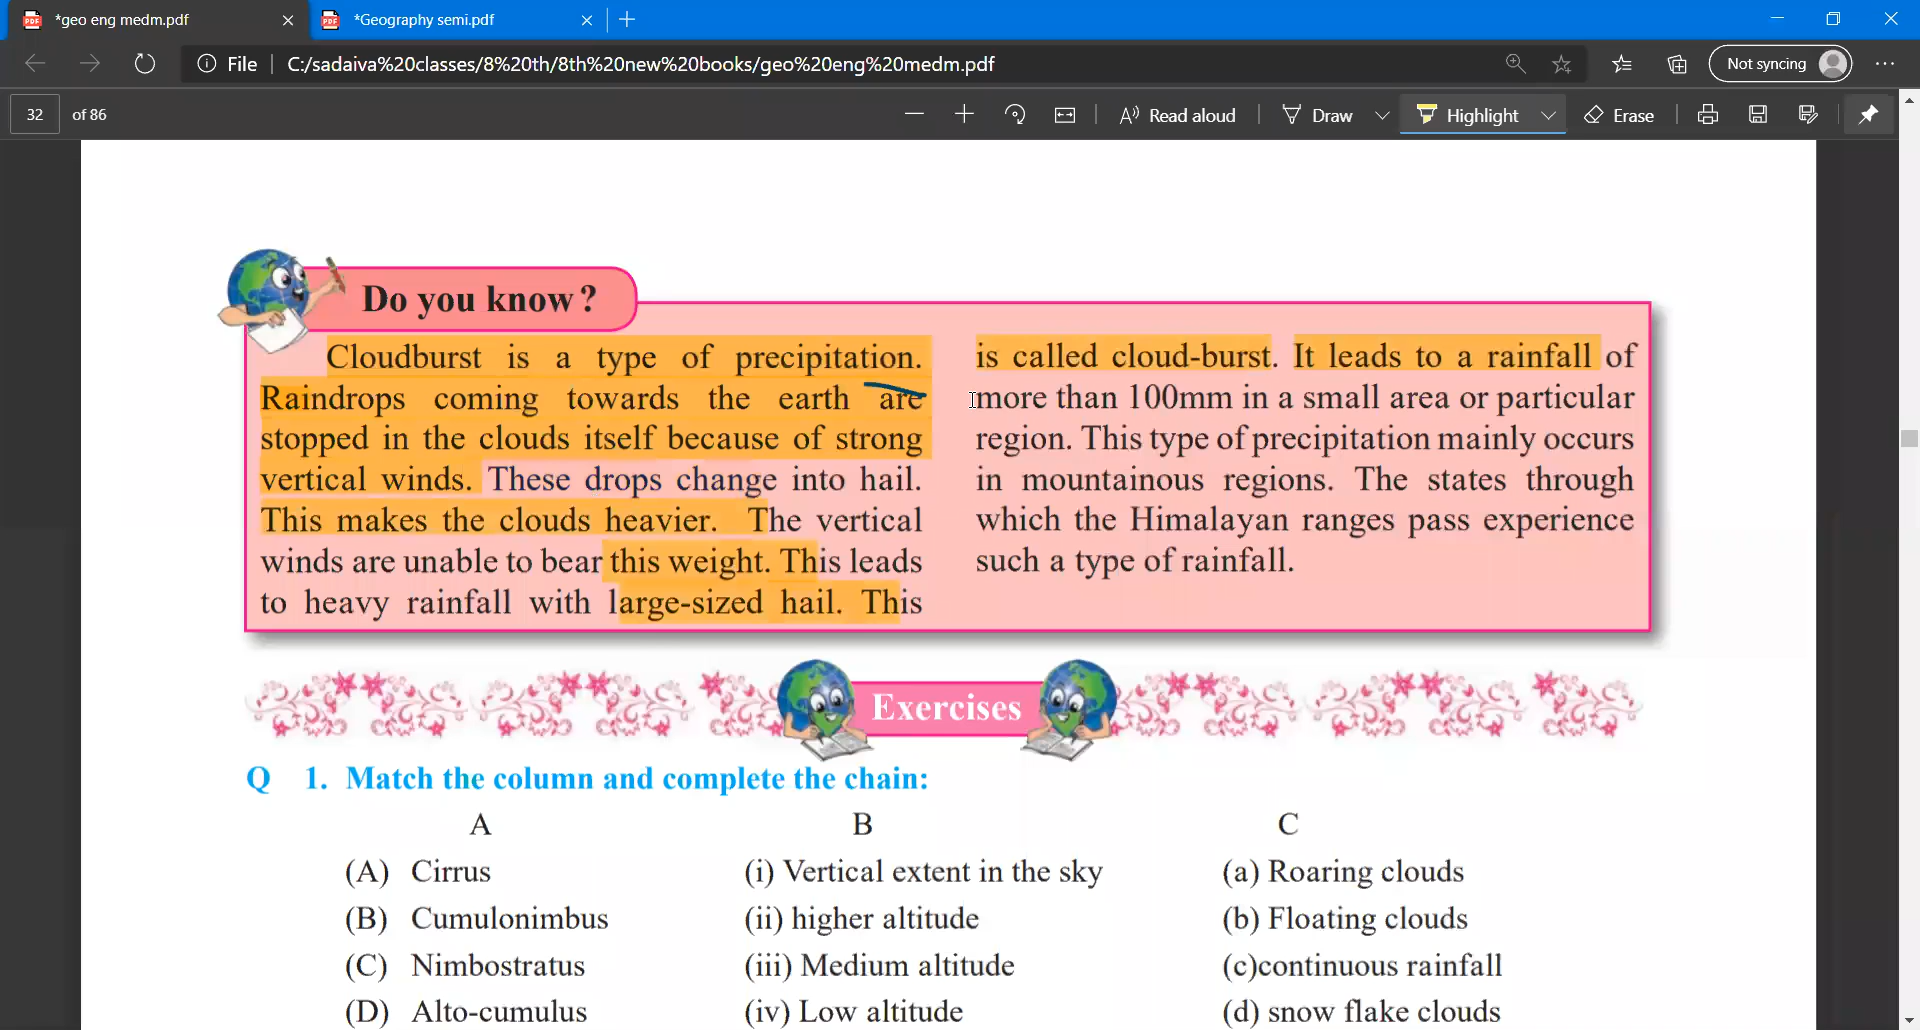 *geo eng medm.pdf
*Geography semi.pdf
File
C:/sadaiva%20classes/8%20th/8th%20new%20books/geo%20eng%20medm.pdf
Not syncing
32 of 86
Read aloud
Draw
Highlight
Erase
Do you know?
Cloudburst is a type of precipitation.
Raindrops coming towards the earth are
stopped in the clouds itself because of strong
vertical winds. These drops change into hail.
This makes the clouds heavier. The vertical
winds are unable to bear this weight. This leads
to heavy rainfall with large-sized hail. This
is called cloud-burst. It leads to a rainfall of
more than 100mm in a small area or particular
region. This type of precipitation mainly occurs
in mountainous regions. The states through
which the Himalayan ranges pass experience
such a type of rainfall.
Exercises
Q 1. Match the column and complete the chain:
A B C
(A) Cirrus (i) Vertical extent in the sky (a) Roaring clouds
(B) Cumulonimbus (ii) higher altitude (b) Floating clouds
(C) Nimbostratus (iii) Medium altitude (c)continuous rainfall
(D) Alto-cumulus (iv) Low altitude (d) snow flake clouds